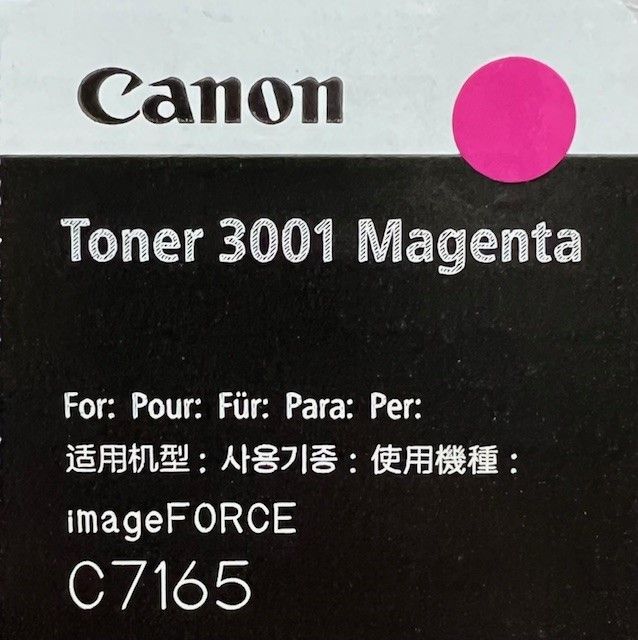 Canon
Toner 3001 Magenta
For: Pour: Für: Para: Per:
适用机型 : 사용기종 : 使用機種 :
imageFORCE
C7165